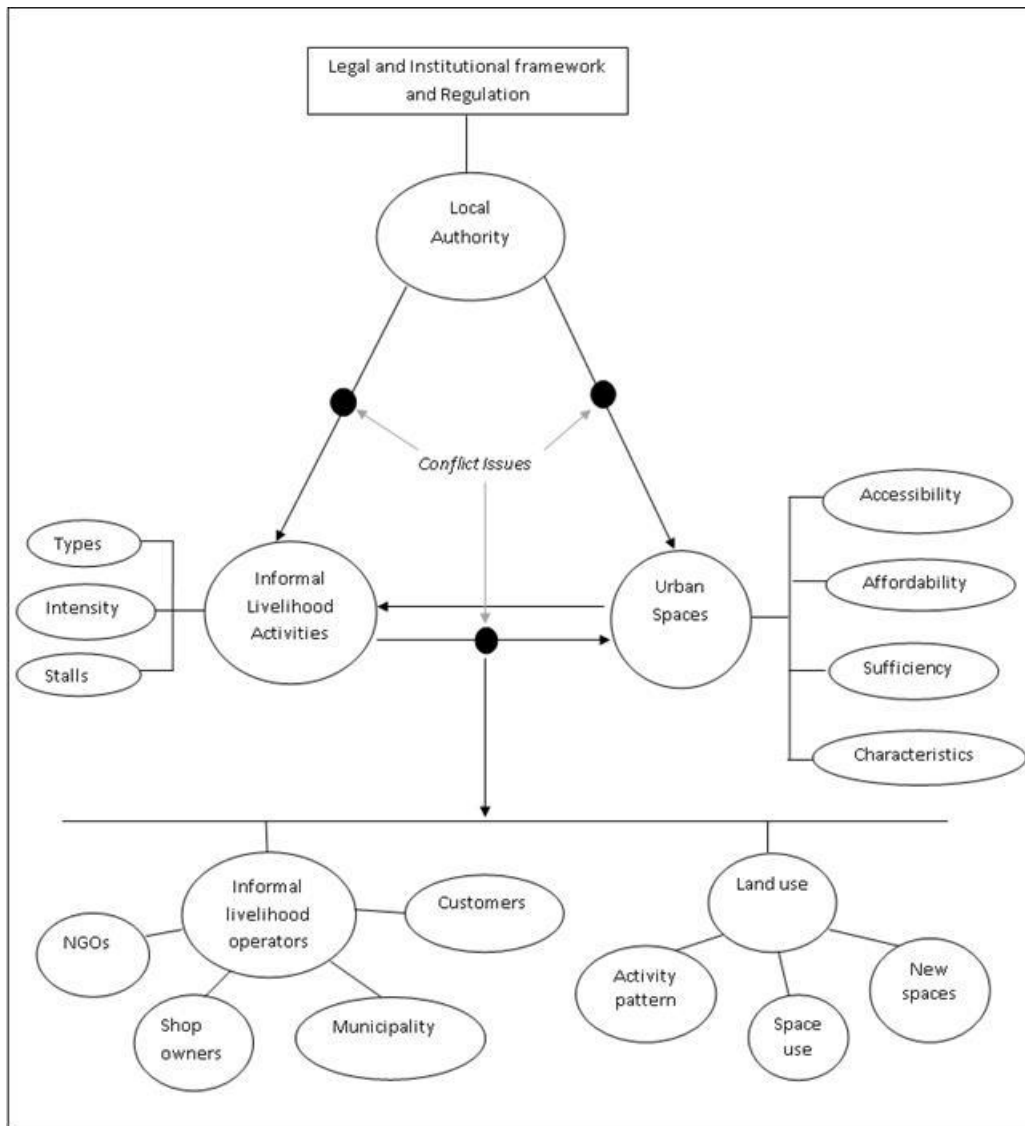 Legal and Institutional framework
and Regulation
Local
Authority
Conflict Issues
Types
Intensity
Stalls
Informal
Livelihood
Activities
Urban
Spaces
Accessibility
Affordability
Sufficiency
Characteristics
Informal
livelihood
operators
NGOs
Shop
owners
Municipality
Customers
Land use
Activity
pattern
Space
use
New
spaces